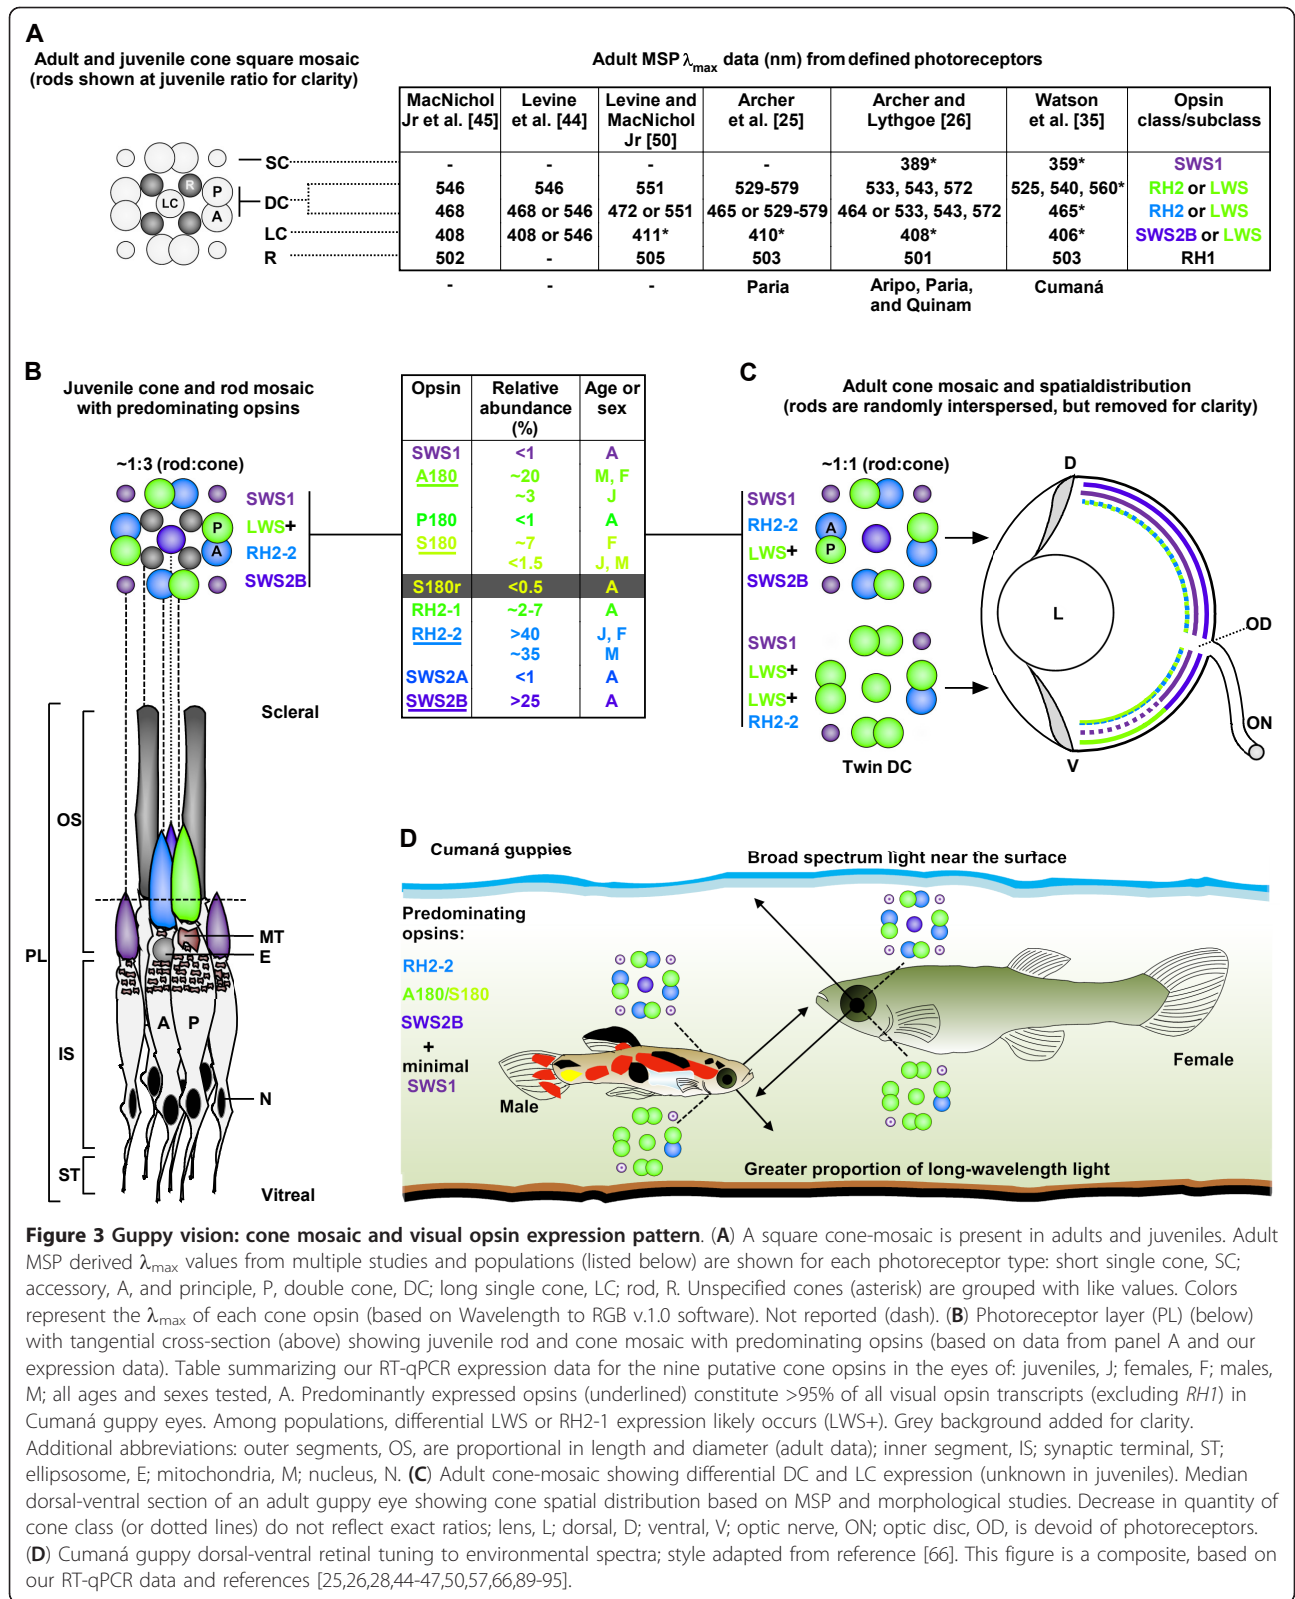 A
Adult and juvenile cone square mosaic
(rods shown at juvenile ratio for clarity)
Adult MSP λmax data (nm) from defined photoreceptors
MacNichol Jr et al. [45] Levine et al. [44] Levine and MacNichol Jr [50] Archer et al. [25] Archer and Lythgoe [26] Watson et al. [35] Opsin class/subclass
SC - - - - 389* 359* SWS1
DC 546 546 551 529-579 533, 543, 572 525, 540, 560* RH2 or LWS
468 468 or 546 472 or 551 465 or 529-579 464 or 533, 543, 572 465* RH2 or LWS
LC 408 408 or 546 411* 410* 408* 406* SWS2B or LWS
R 502 - 505 503 501 503 RH1
- - - Paria Aripo, Paria, and Quinam Cumaná
R
P
LC
A
B
Juvenile cone and rod mosaic
with predominating opsins
~1:3 (rod:cone)
SWS1
P LWS+
A RH2-2
SWS2B
Opsin Relative abundance (%) Age or sex
SWS1 <1 A
A180 ~20 M, F
~3 J
P180 <1 A
S180 ~7 F
<1.5 J, M
S180r <0.5 A
RH2-1 ~2-7 A
RH2-2 >40 J, F
~35 M
SWS2A <1 A
SWS2B >25 A
Scleral
OS
PL
MT
E
A P
IS
N
ST
Vitreal
C
Adult cone mosaic and spatialdistribution
(rods are randomly interspersed, but removed for clarity)
~1:1 (rod:cone)
SWS1
RH2-2 A
LWS+ P
SWS2B
SWS1
LWS+
LWS+
RH2-2
Twin DC
D
L
OD
ON
V
D
Cumaná guppies
Broad spectrum light near the surface
Predominating
opsins:
RH2-2
A180/S180
SWS2B
+
minimal
SWS1
Male
Female
Greater proportion of long-wavelength light
Figure 3 Guppy vision: cone mosaic and visual opsin expression pattern. (A) A square cone-mosaic is present in adults and juveniles. Adult
MSP derived λmax values from multiple studies and populations (listed below) are shown for each photoreceptor type: short single cone, SC;
accessory, A, and principle, P, double cone, DC; long single cone, LC; rod, R. Unspecified cones (asterisk) are grouped with like values. Colors
represent the λmax of each cone opsin (based on Wavelength to RGB v.1.0 software). Not reported (dash). (B) Photoreceptor layer (PL) (below)
with tangential cross-section (above) showing juvenile rod and cone mosaic with predominating opsins (based on data from panel A and our
expression data). Table summarizing our RT-qPCR expression data for the nine putative cone opsins in the eyes of: juveniles, J; females, F; males,
M; all ages and sexes tested, A. Predominantly expressed opsins (underlined) constitute >95% of all visual opsin transcripts (excluding RH1) in
Cumaná guppy eyes. Among populations, differential LWS or RH2-1 expression likely occurs (LWS+). Grey background added for clarity.
Additional abbreviations: outer segments, OS, are proportional in length and diameter (adult data); inner segment, IS; synaptic terminal, ST;
ellipsosome, E; mitochondria, M; nucleus, N. (C) Adult cone-mosaic showing differential DC and LC expression (unknown in juveniles). Median
dorsal-ventral section of an adult guppy eye showing cone spatial distribution based on MSP and morphological studies. Decrease in quantity of
cone class (or dotted lines) do not reflect exact ratios; lens, L; dorsal, D; ventral, V; optic nerve, ON; optic disc, OD, is devoid of photoreceptors.
(D) Cumaná guppy dorsal-ventral retinal tuning to environmental spectra; style adapted from reference [66]. This figure is a composite, based on
our RT-qPCR data and references [25,26,28,44-47,50,57,66,89-95].